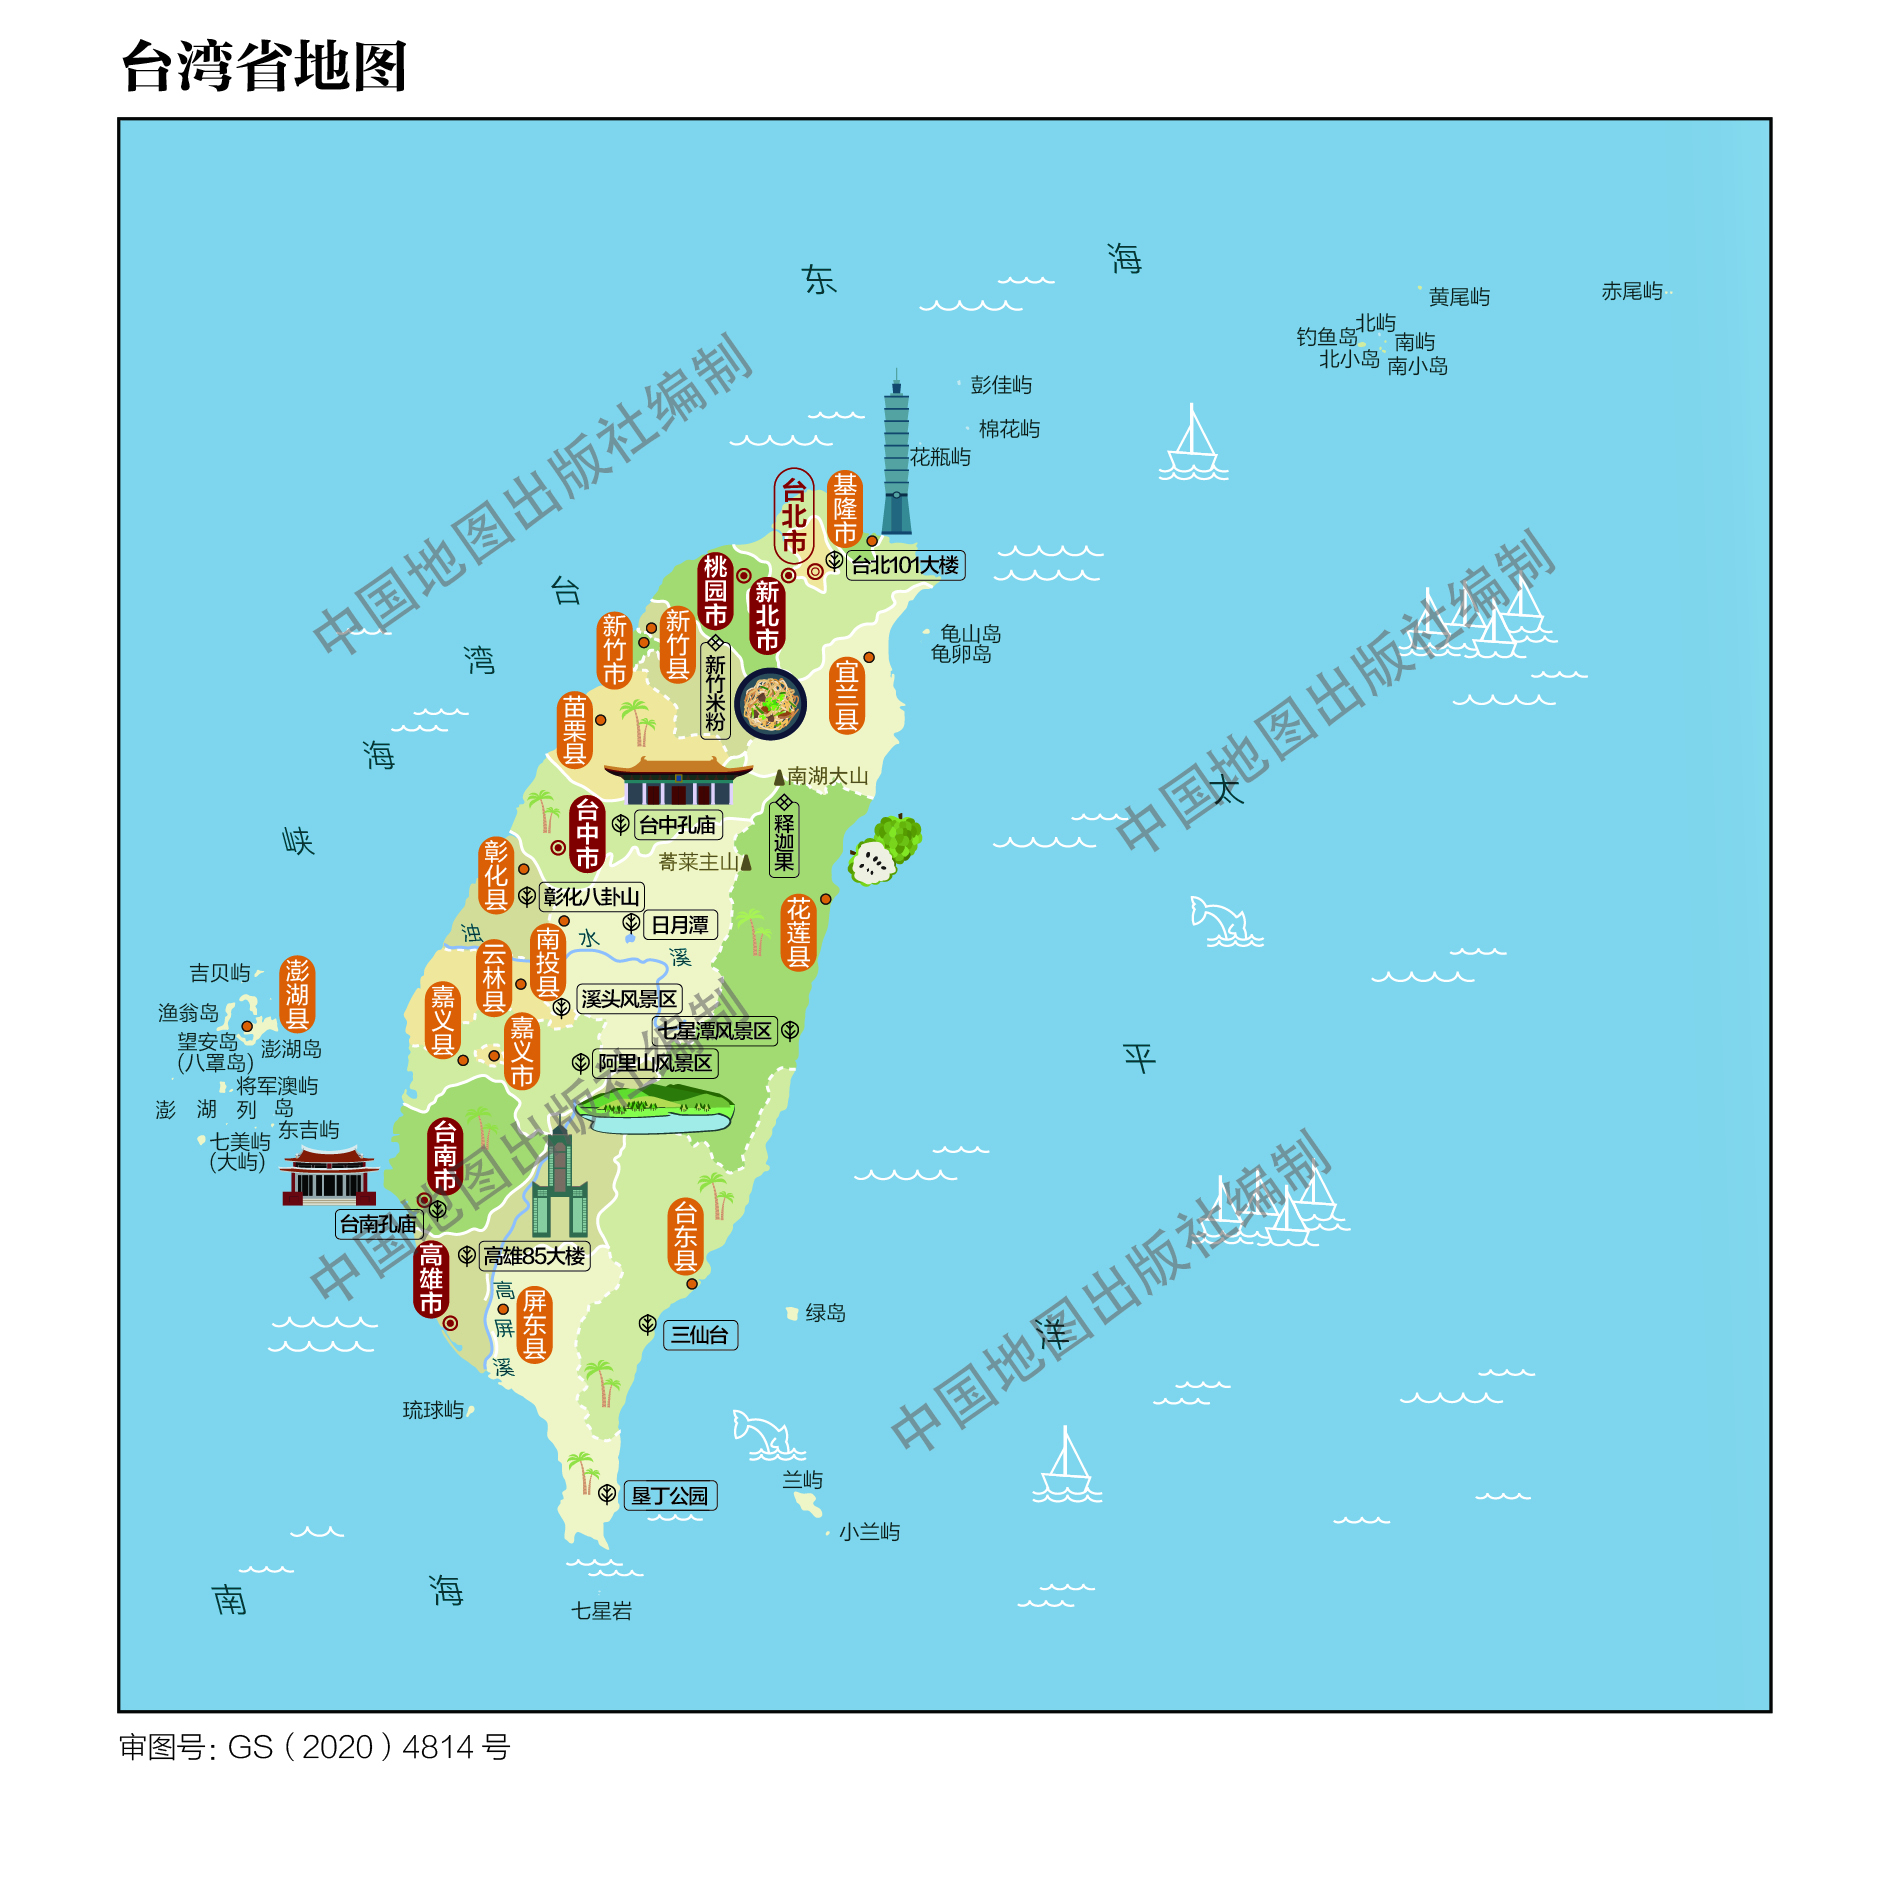 台湾省地图
东
海
黄尾屿
赤尾屿
北屿
钓鱼岛
南屿
北小岛
南小岛
彭佳屿
棉花屿
花瓶屿
中国地图出版社编制
台北市
基隆市
台北101大楼
桃园市
新北市
台
湾
海
峡
新竹市
新竹县
新竹米粉
龟山岛
龟卵岛
宜兰县
苗栗县
中国地图出版社编制
太
平
洋
南湖大山
台中市
台中孔庙
释迦果
蓊莱主山
彰化县
彰化八卦山
花莲县
日月潭
浊
水
溪
南投县
云林县
溪头风景区
嘉义县
嘉义市
七星潭风景区
阿里山风景区
吉贝屿
澎湖县
渔翁岛
望安岛
(八罩岛)
澎湖岛
将军澳屿
澎湖列岛
东吉屿
七美屿
(大屿)
台南市
台南孔庙
中国地图出版社编制
高雄市
高雄85大楼
高
屏
溪
屏东县
台东县
三仙台
绿岛
中国地图出版社编制
琉球屿
垦丁公园
兰屿
小兰屿
南
海
七星岩
审图号：GS（2020）4814号